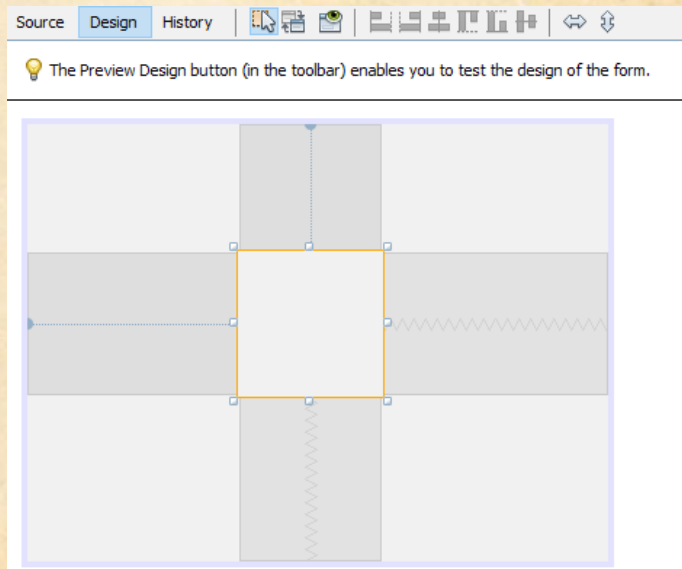 Source Design History
The Preview Design button (in the toolbar) enables you to test the design of the form.